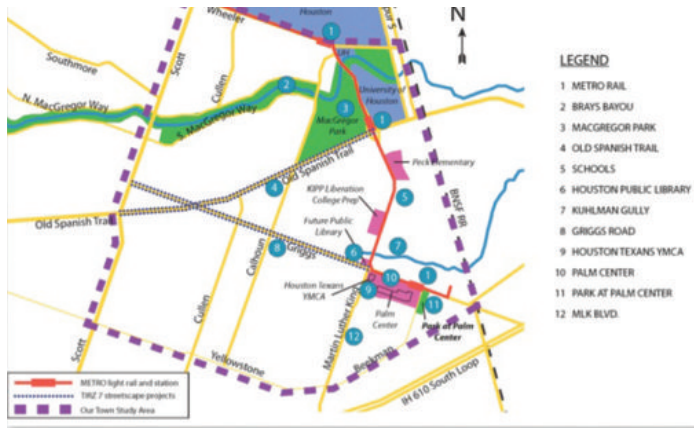 Houston
Wheeler
pur S
N
1
Southmore
Scott
Cullen
UH
2
University of
Houston
N. MacGregor Way
S. MacGregor Way
3
MacGregor
Park
1
Old Spanish Trail
Peck Elementary
BNSF RR
4
KIPP Liberation
College Prep
5
Old Spanish Trail
Future Public
Library
8
Griggs
6
7
Calhoun
Houston Texans
YMCA
9
10
1
Palm
Center
11
Park at Palm
Center
Cullen
Martin Luther King
12
Scott
Yellowstone
Beekman
IH 610 South Loop
METRO light rail and station
TIRZ 7 streetscape projects
Our Town Study Area
LEGEND
1 METRO RAIL
2 BRAYS BAYOU
3 MACGREGOR PARK
4 OLD SPANISH TRAIL
5 SCHOOLS
6 HOUSTON PUBLIC LIBRARY
7 KUHLMAN GULLY
8 GRIGGS ROAD
9 HOUSTON TEXANS YMCA
10 PALM CENTER
11 PARK AT PALM CENTER
12 MLK BLVD.